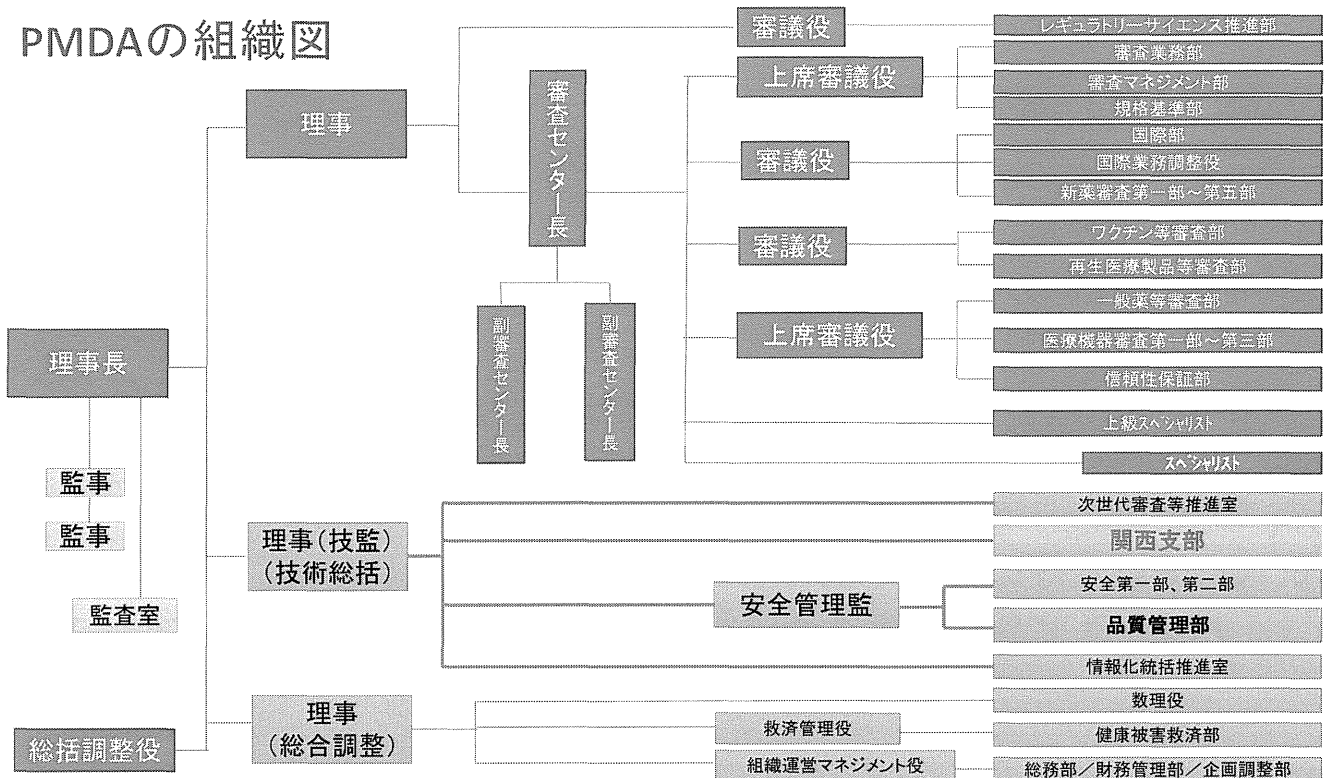 PMDAの組織図
理事長
監事
監事
監査室
総括調整役
理事
審査センター長
副審査センター長
副審査センター長
審議役
レギュラトリーサイエンス推進部
上席審議役
審査業務部
審査マネジメント部
規格基準部
審議役
国際部
国際業務調整役
新薬審査第一部～第五部
審議役
ワクチン等審査部
再生医療製品等審査部
上席審議役
一般薬等審査部
医療機器審査第一部～第三部
信頼性保証部
上級スペシャリスト
スペシャリスト
理事(技監)
(技術総括)
次世代審査等推進室
関西支部
安全管理監
安全第一部、第二部
品質管理部
情報化統括推進室
理事
(総合調整)
数理役
救済管理役
健康被害救済部
組織運営マネジメント役
総務部／財務管理部／企画調整部